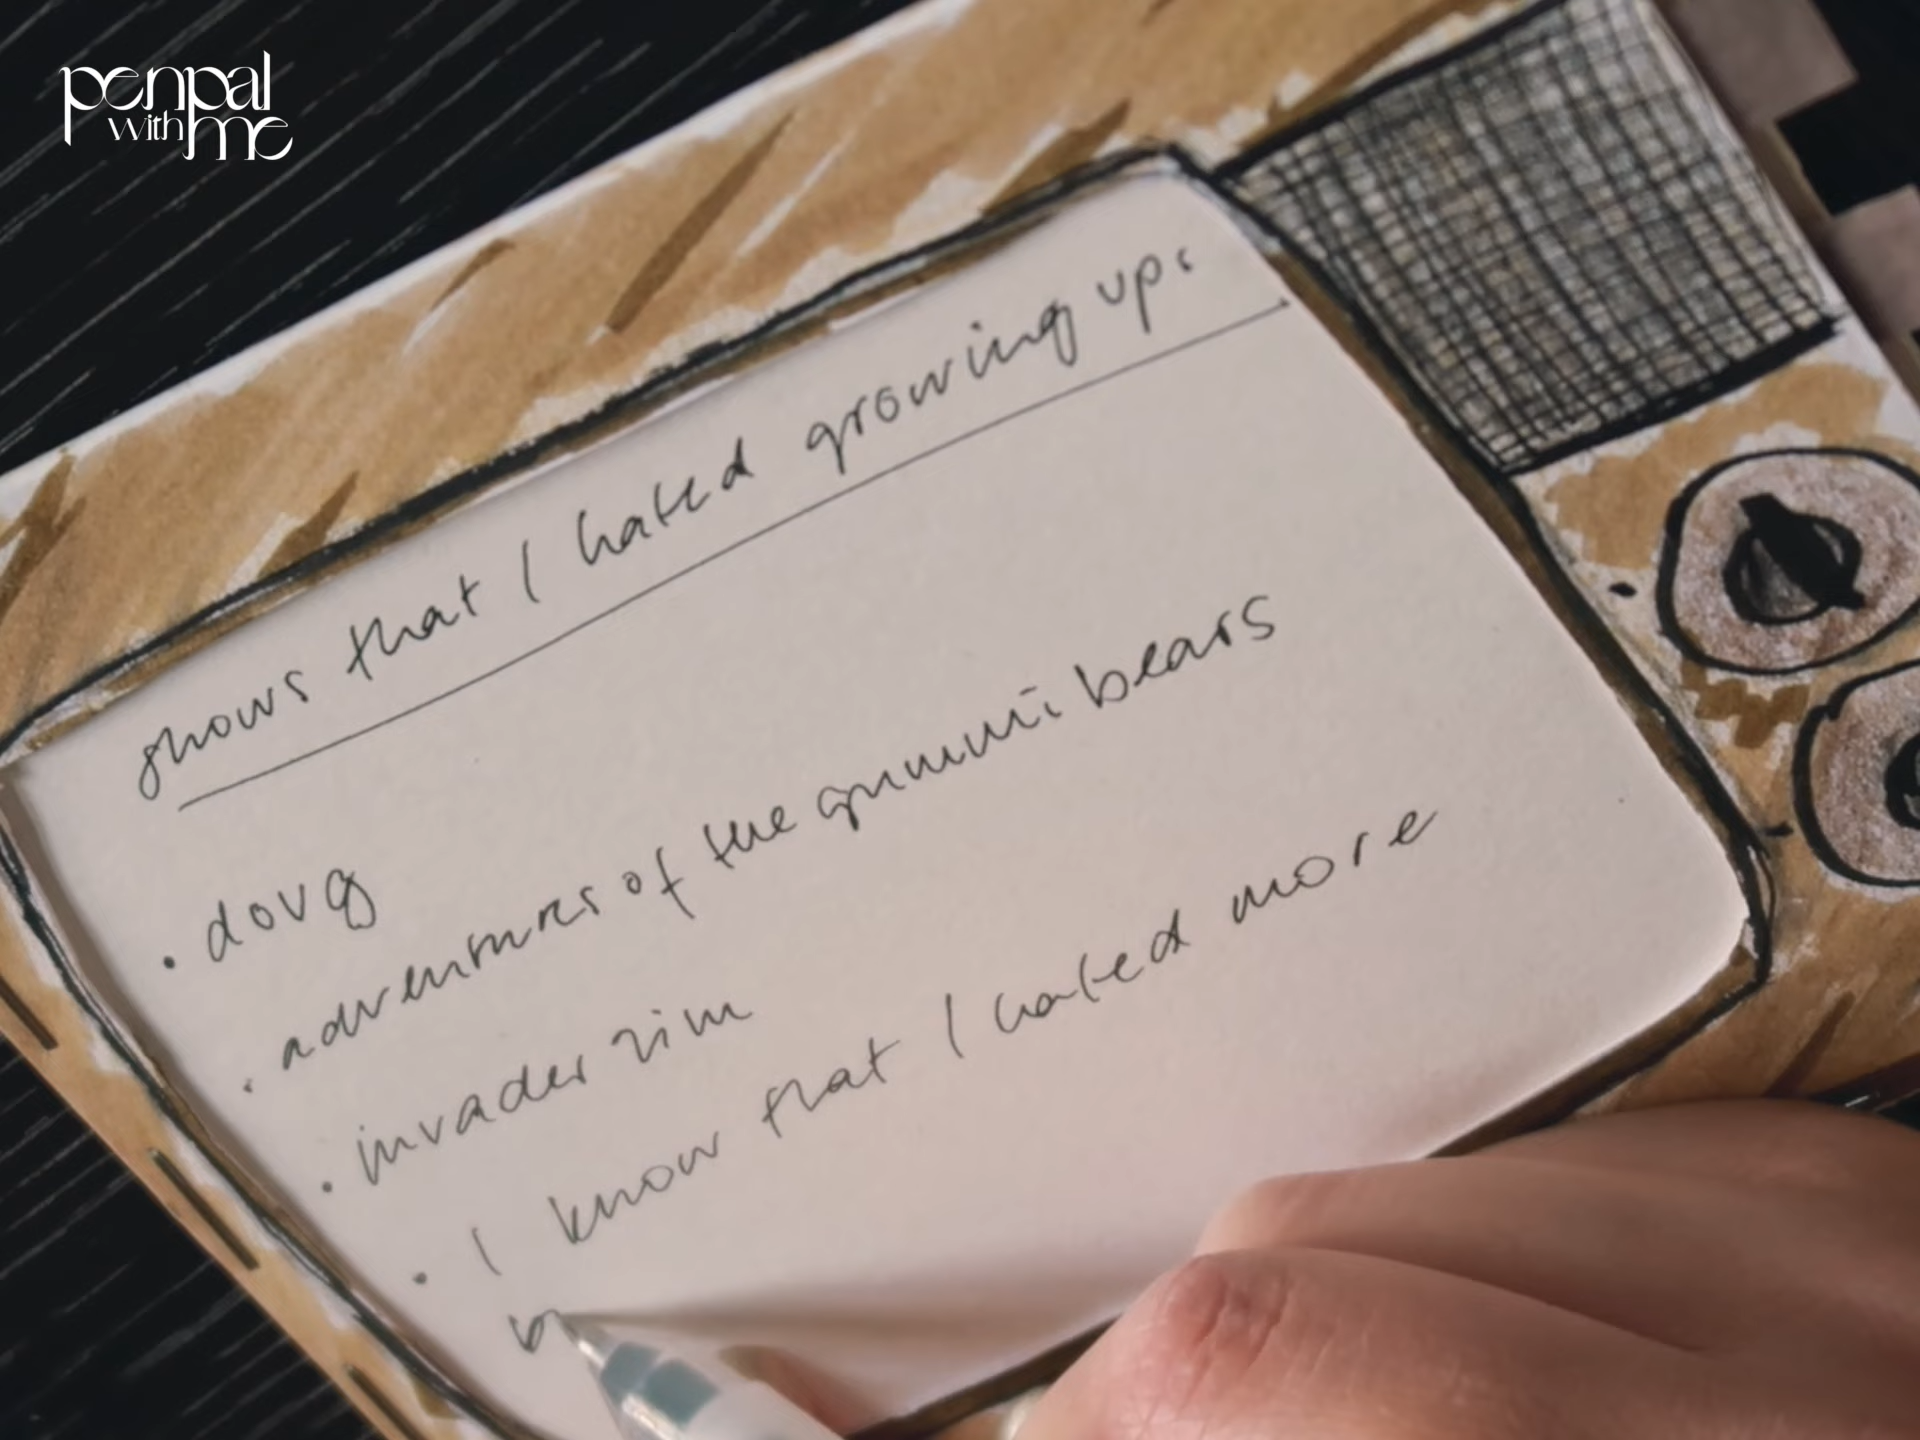 penpal
with me
shows that I hated growing up:
• doug
• adventures of the gummi bears
• invader zim
• I know that I hated more